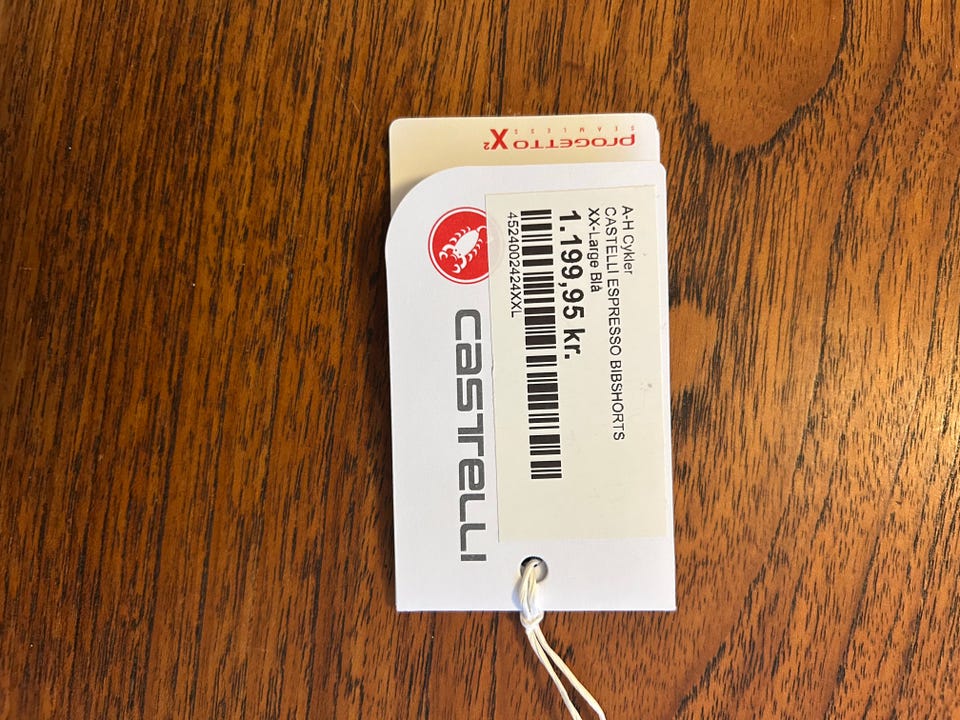 A-H Cykler
CASTELLI ESPRESSO BIBSHORTS
XX-Large Blå
1.199,95 kr.
4524002424XXL
castelli
PROGETTO X²
SEAMLESS